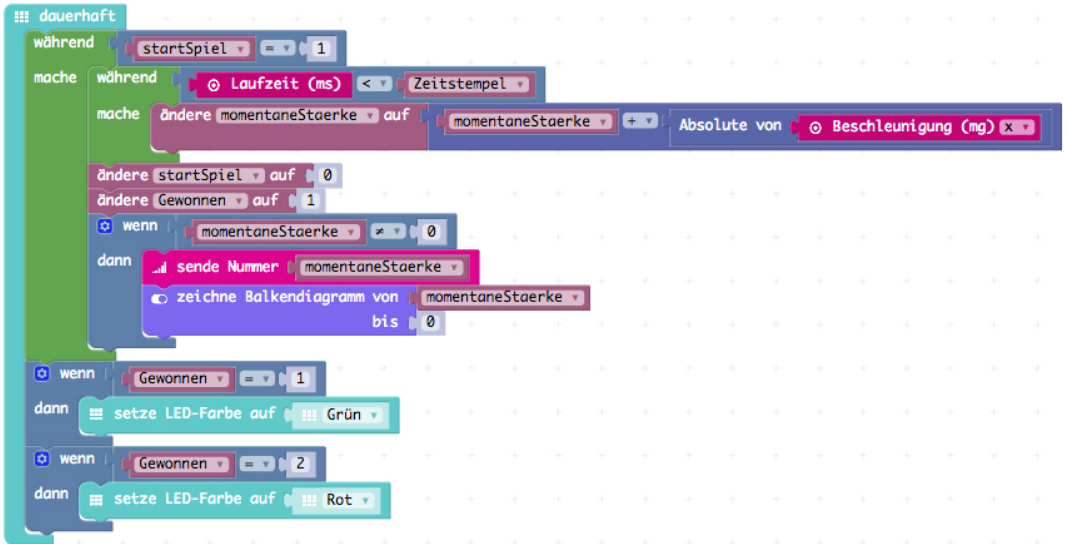 dauerhaft
während startSpiel = 1
mache während Laufzeit (ms) < Zeitstempel
mache ändere momentaneStaerke auf momentaneStaerke + Absolute von Beschleunigung (mg) x
ändere startSpiel auf 0
ändere Gewonnen auf 1
wenn momentaneStaerke ≠ 0
dann sende Nummer momentaneStaerke
zeichne Balkendiagramm von momentaneStaerke
bis 0
wenn Gewonnen = 1
dann setze LED-Farbe auf Grün
wenn Gewonnen = 2
dann setze LED-Farbe auf Rot